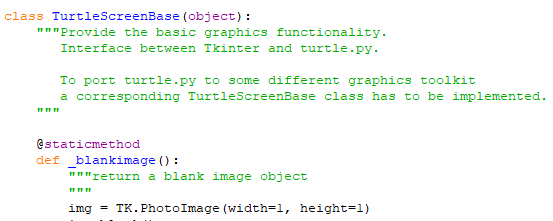 class TurtleScreenBase(object):
    """Provide the basic graphics functionality.
       Interface between Tkinter and turtle.py.

       To port turtle.py to some different graphics toolkit
       a corresponding TurtleScreenBase class has to be implemented.
    """

    @staticmethod
    def _blankimage():
        """return a blank image object
        """
        img = TK.PhotoImage(width=1, height=1)